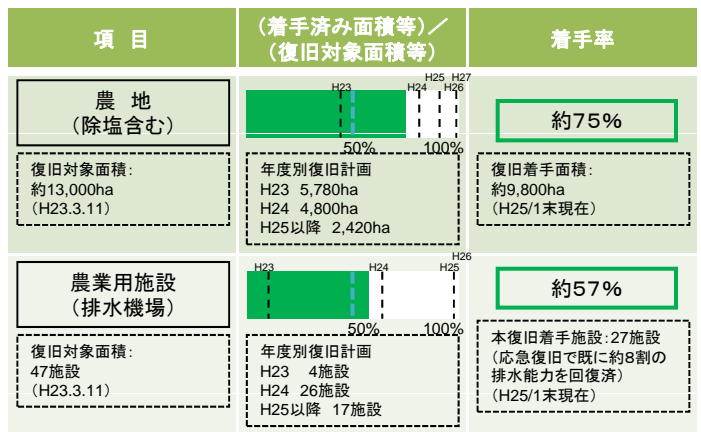 項 目
（着手済み面積等）／
（復旧対象面積等）
着手率
農 地
（除塩含む）
H23
H24
H25
H26
H27
50%
100%
約75%
復旧対象面積：
約13,000ha
（H23.3.11）
年度別復旧計画
H23 5,780ha
H24 4,800ha
H25以降 2,420ha
復旧着手面積：
約9,800ha
（H25/1末現在）
農業用施設
（排水機場）
H23
H24
H25
H26
50%
100%
約57%
復旧対象面積：
47施設
（H23.3.11）
年度別復旧計画
H23 4施設
H24 26施設
H25以降 17施設
本復旧着手施設：27施設
（応急復旧で既に約8割の
排水能力を回復済）
（H25/1末現在）